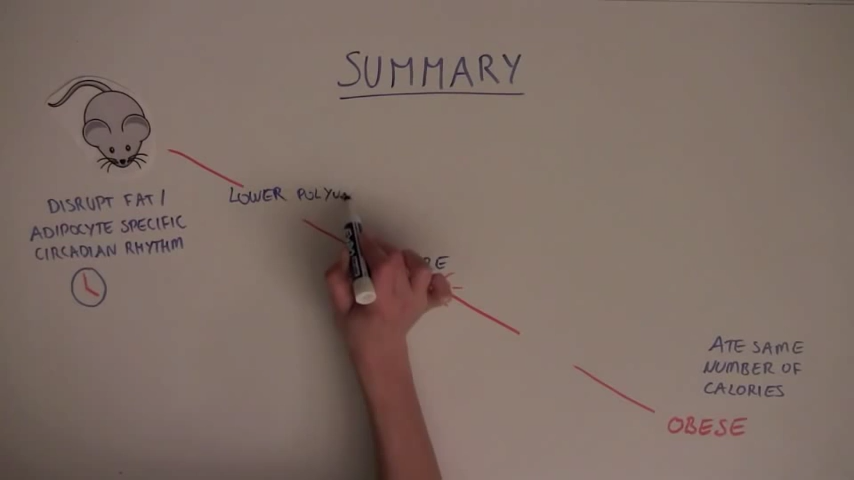 SUMMARY
DISRUPT FAT/
ADIPOCYTE SPECIFIC
CIRCADIAN RHYTHM
LOWER POLYU
ATE SAME
NUMBER OF
CALORIES
OBESE